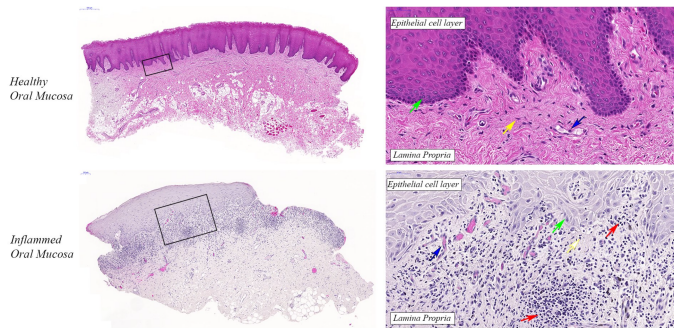 Healthy
Oral Mucosa
Epithelial cell layer
Lamina Propria
Inflammed
Oral Mucosa
Epithelial cell layer
Lamina Propria